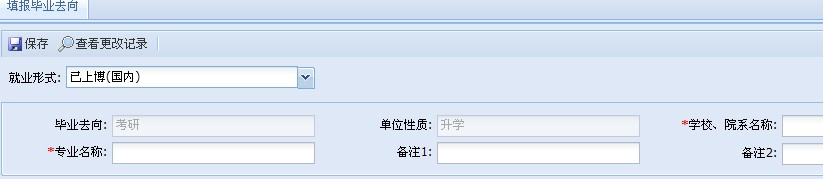 填报毕业去向
保存 查看更改记录
就业形式: 已上博(国内)
毕业去向: 考研 单位性质: 升学 *学校、院系名称:
*专业名称: 备注1: 备注2: